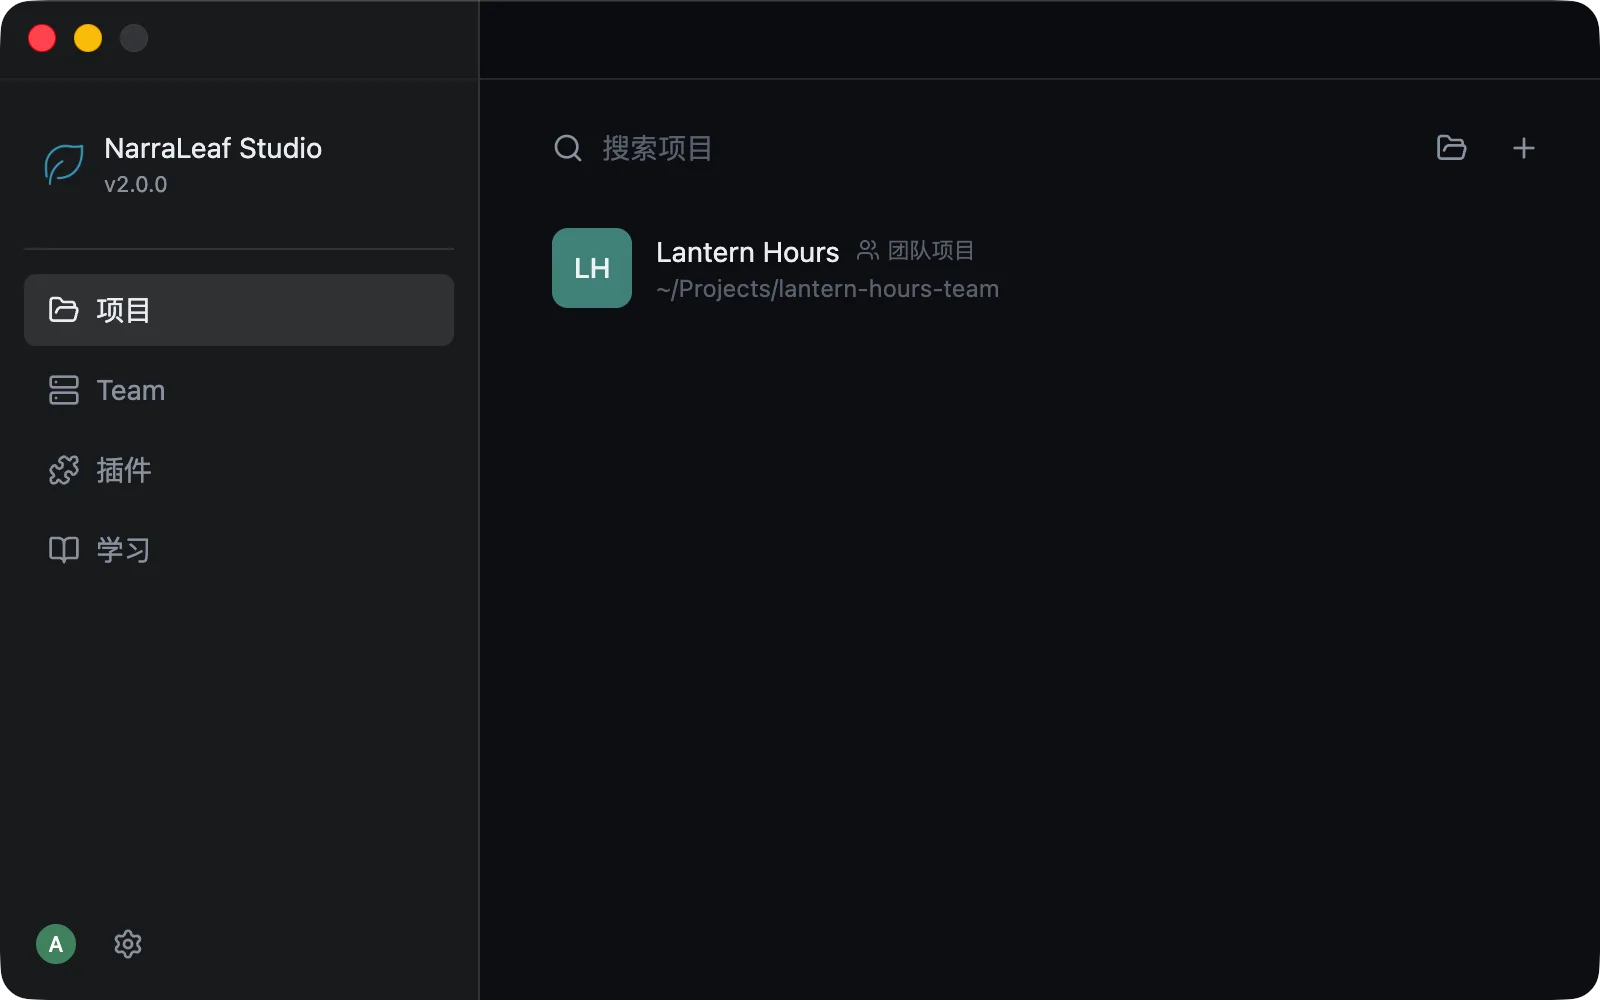 NarraLeaf Studio
v2.0.0
项目
Team
插件
学习
A
搜索项目
LH
Lantern Hours 团队项目
~/Projects/lantern-hours-team